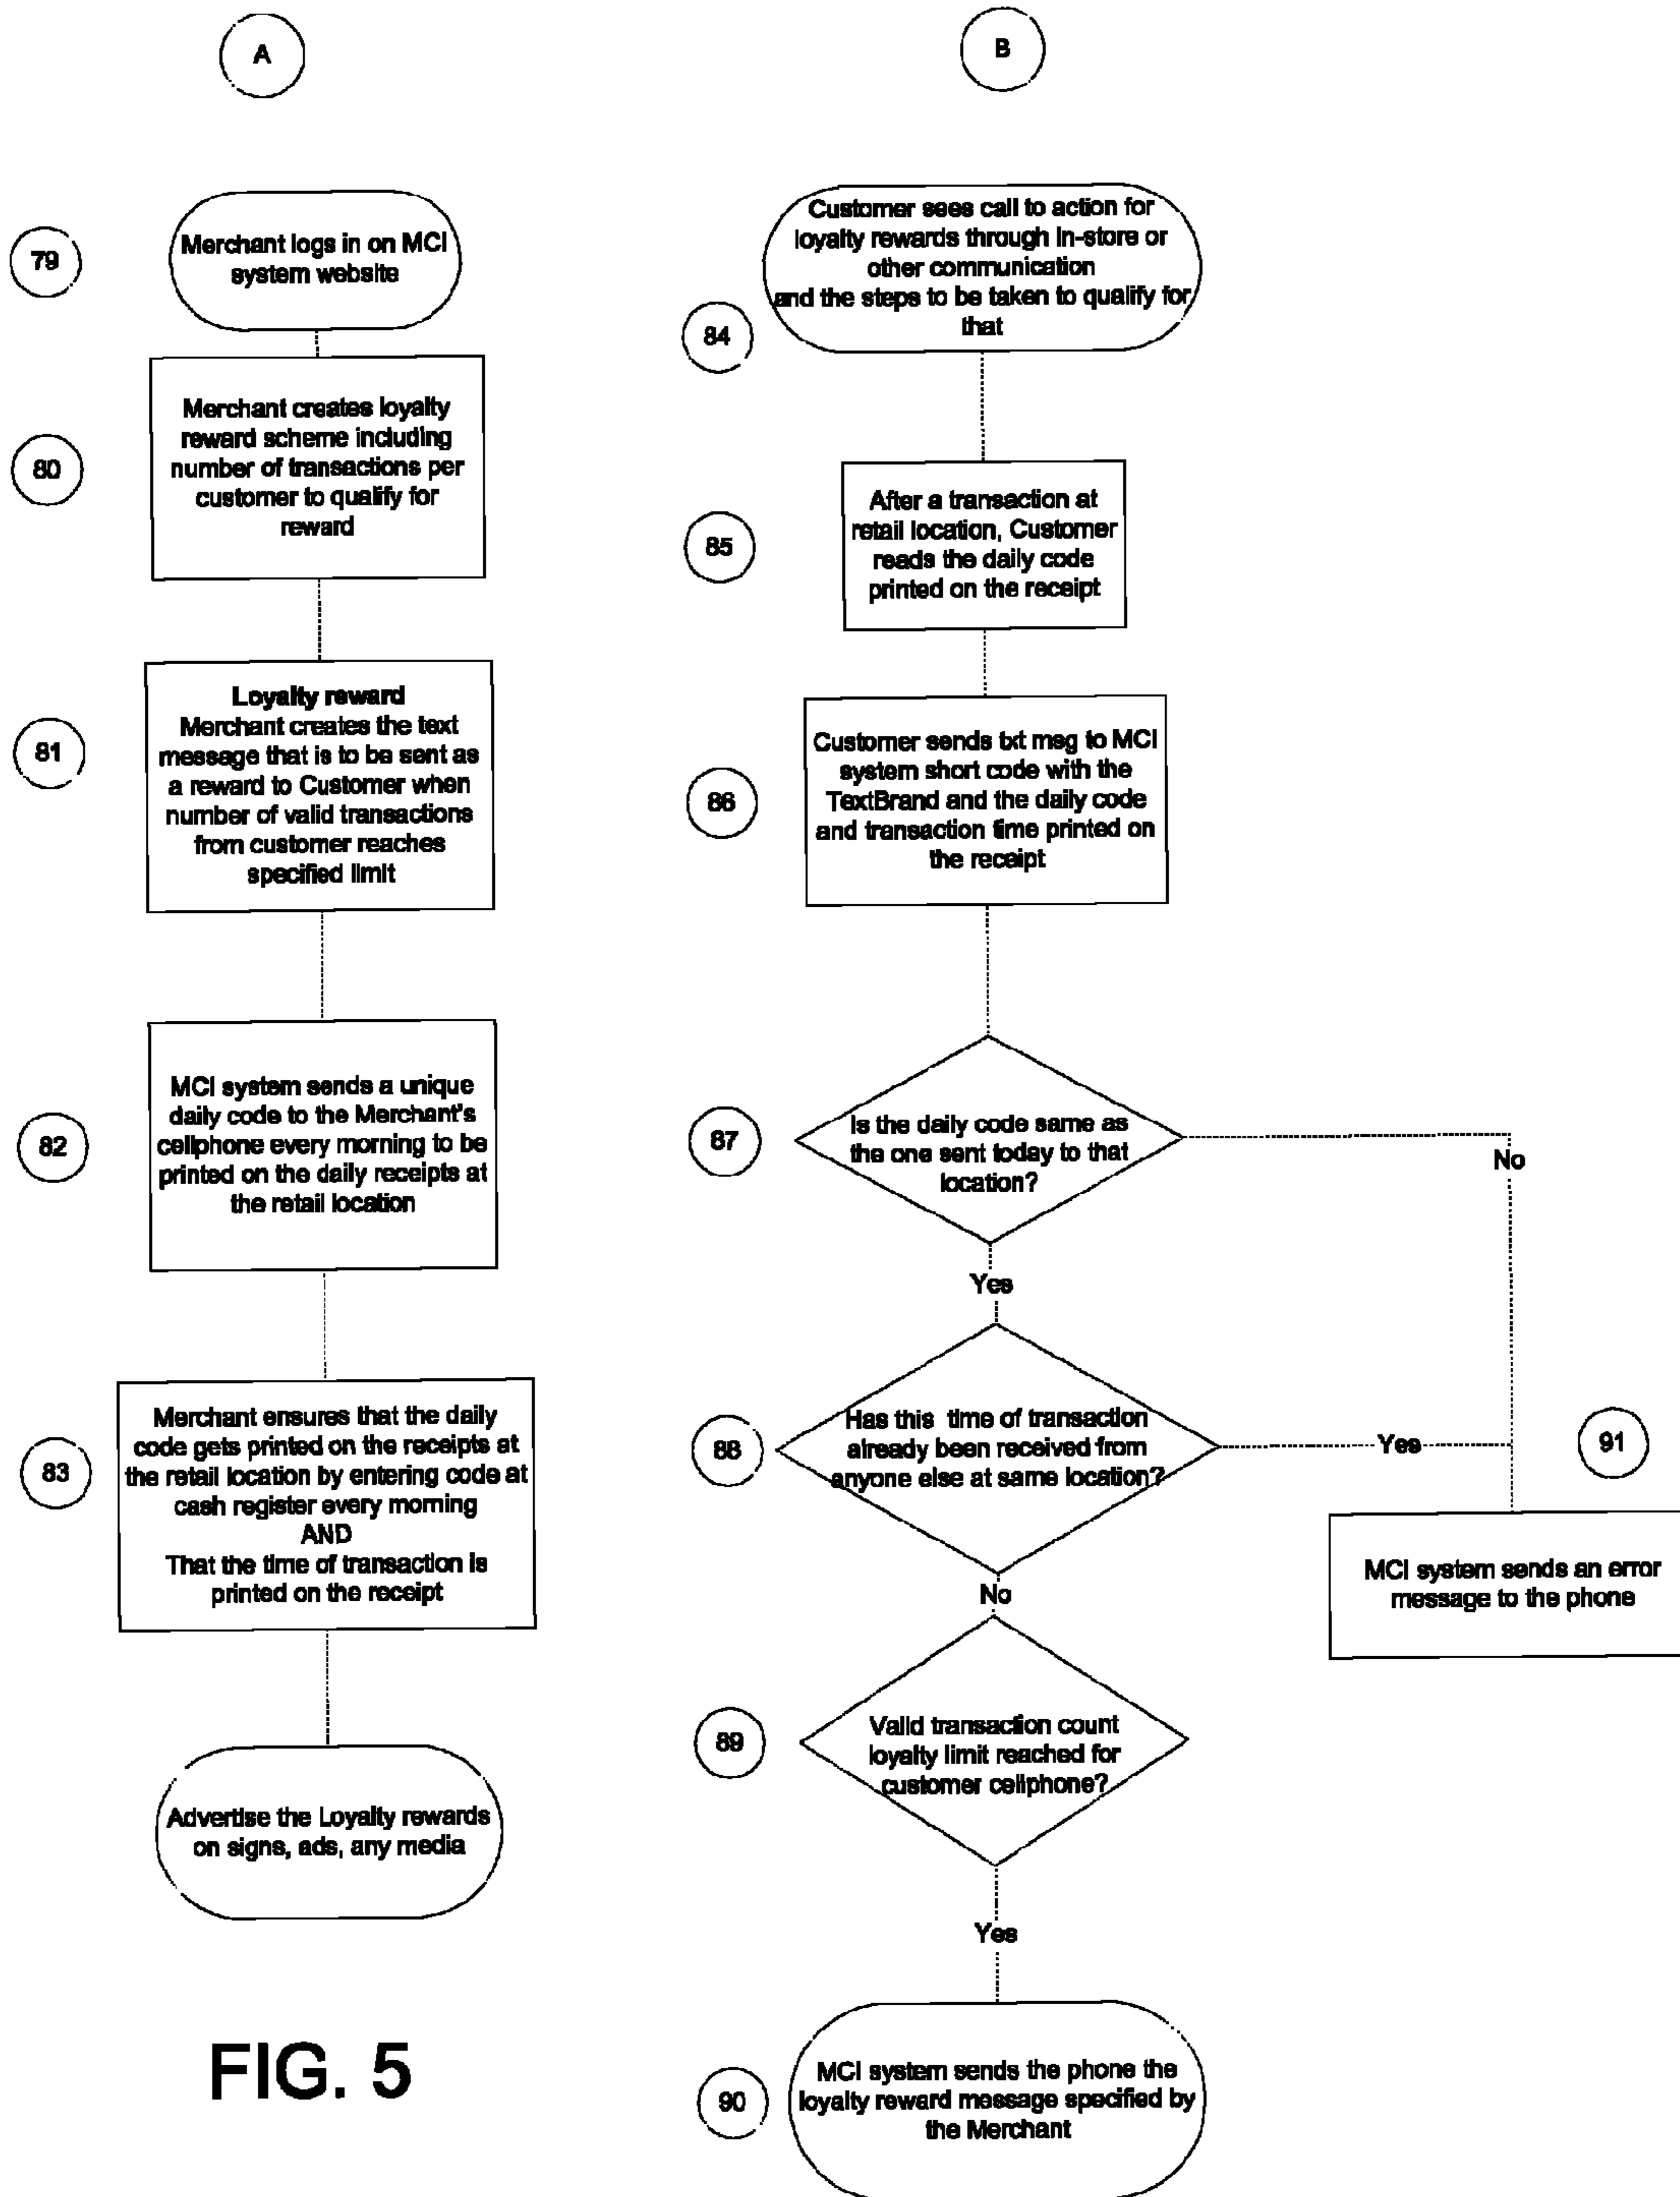 A
79
Merchant logs in on MCI
system website
80
Merchant creates loyalty
reward scheme including
number of transactions per
customer to qualify for
reward
81
Loyalty reward
Merchant creates the text
message that is to be sent as
a reward to Customer when
number of valid transactions
from customer reaches
specified limit
82
MCI system sends a unique
daily code to the Merchant's
cellphone every morning to be
printed on the daily receipts at
the retail location
83
Merchant ensures that the daily
code gets printed on the receipts at
the retail location by entering code at
cash register every morning
AND
That the time of transaction is
printed on the receipt
Advertise the Loyalty rewards
on signs, ads, any media
FIG. 5
B
84
Customer sees call to action for
loyalty rewards through in-store or
other communication
and the steps to be taken to qualify for
that
85
After a transaction at
retail location, Customer
reads the daily code
printed on the receipt
86
Customer sends txt msg to MCI
system short code with the
TextBrand and the daily code
and transaction time printed on
the receipt
87
Is the daily code same as
the one sent today to that
location?
No
Yes
88
Has this time of transaction
already been received from
anyone else at same location?
Yes
91
MCI system sends an error
message to the phone
No
89
Valid transaction count
loyalty limit reached for
customer cellphone?
Yes
90
MCI system sends the phone the
loyalty reward message specified by
the Merchant